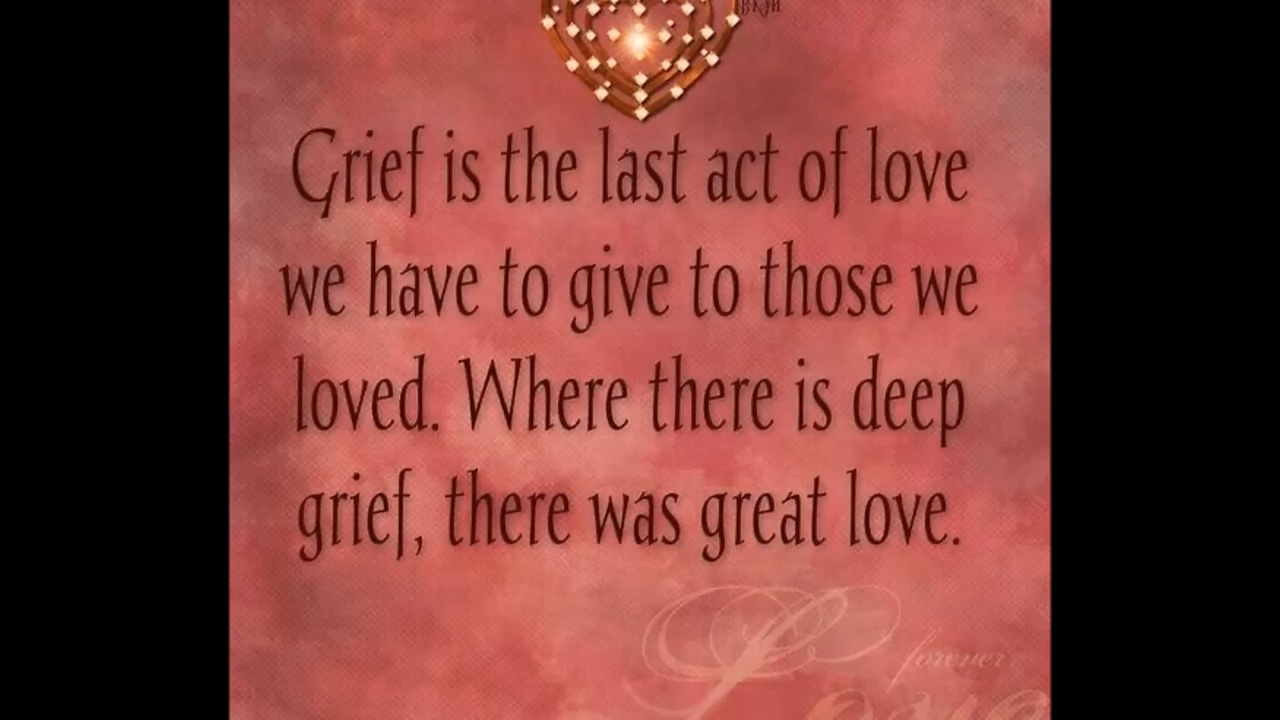 Grief is the last act of love
we have to give to those we
loved. Where there is deep
grief, there was great love.
forever